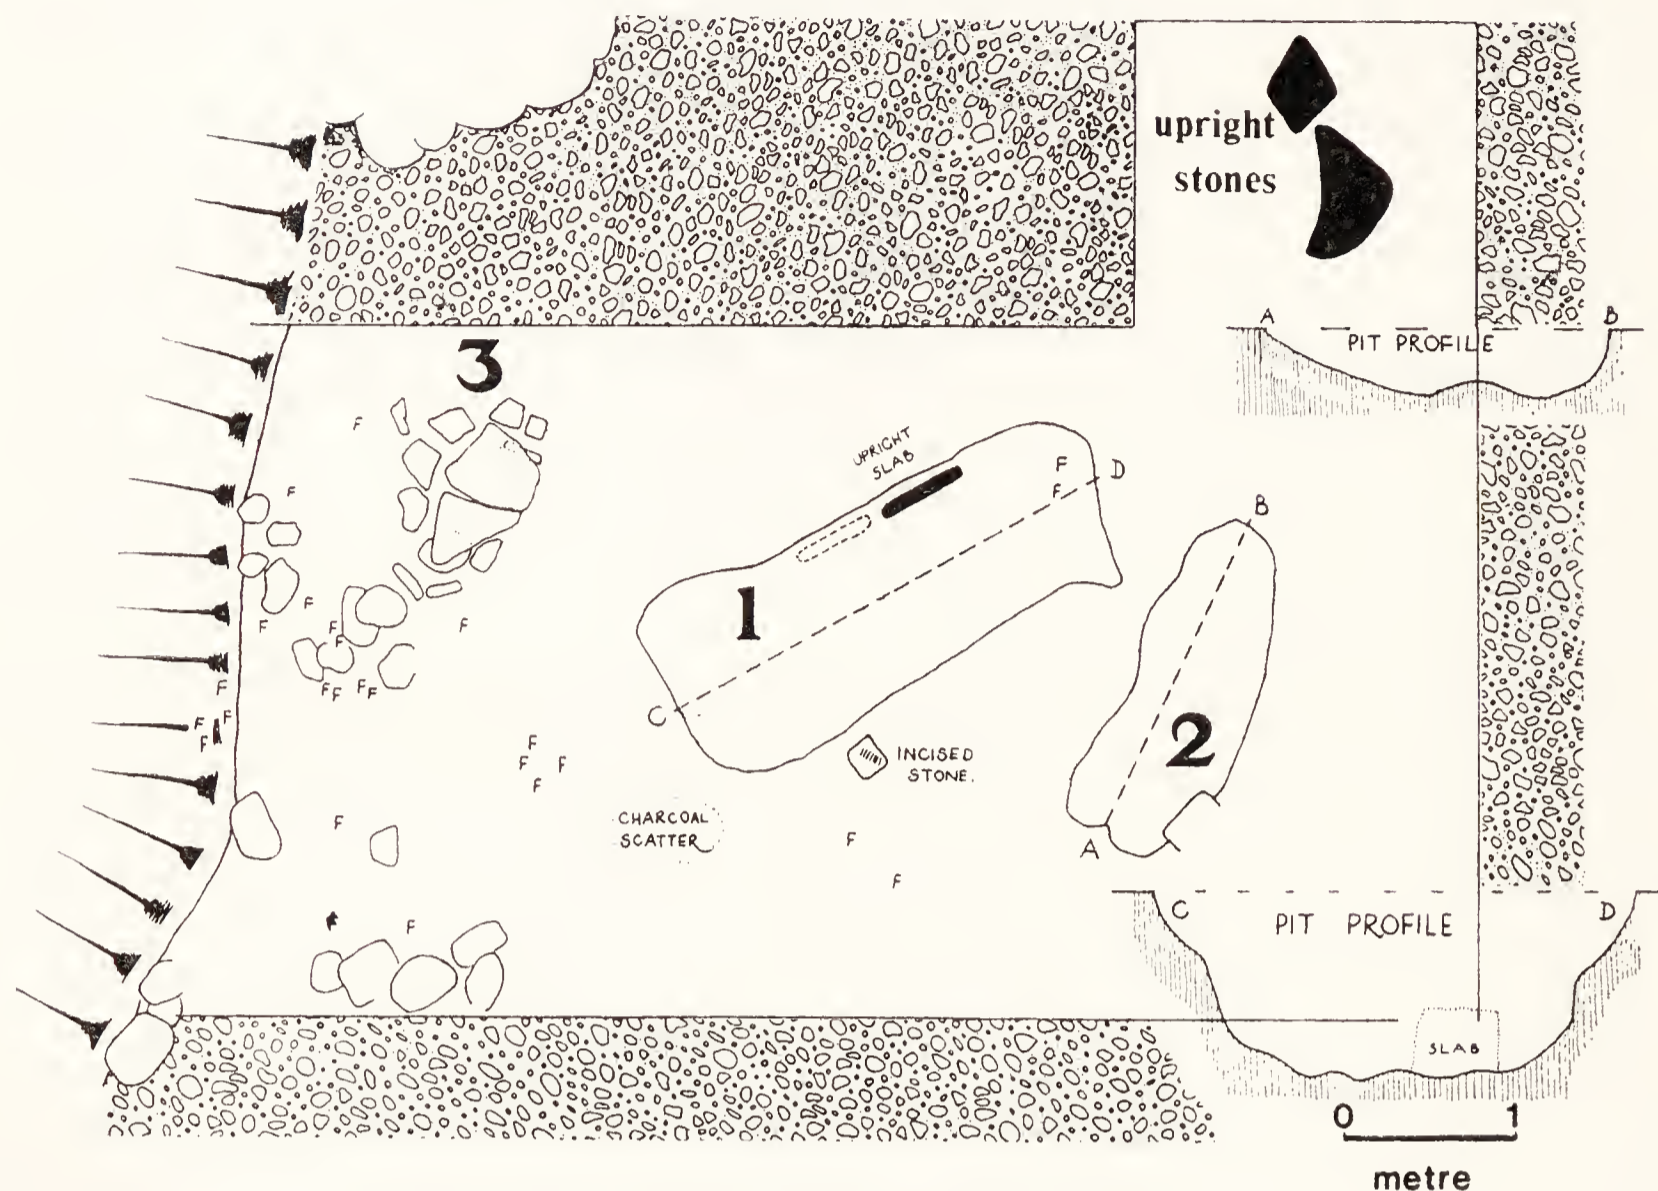 upright
stones
A
B
PIT PROFILE
3
F
UPRIGHT
SLAB
F
D
F
F
B
1
F
F
F
F
F
F F
F F
F
C
2
F
F
F
F
F F
F
INCISED
STONE.
CHARCOAL
SCATTER
F
F
A
F
F
C
PIT PROFILE
D
SLAB
0
1
metre